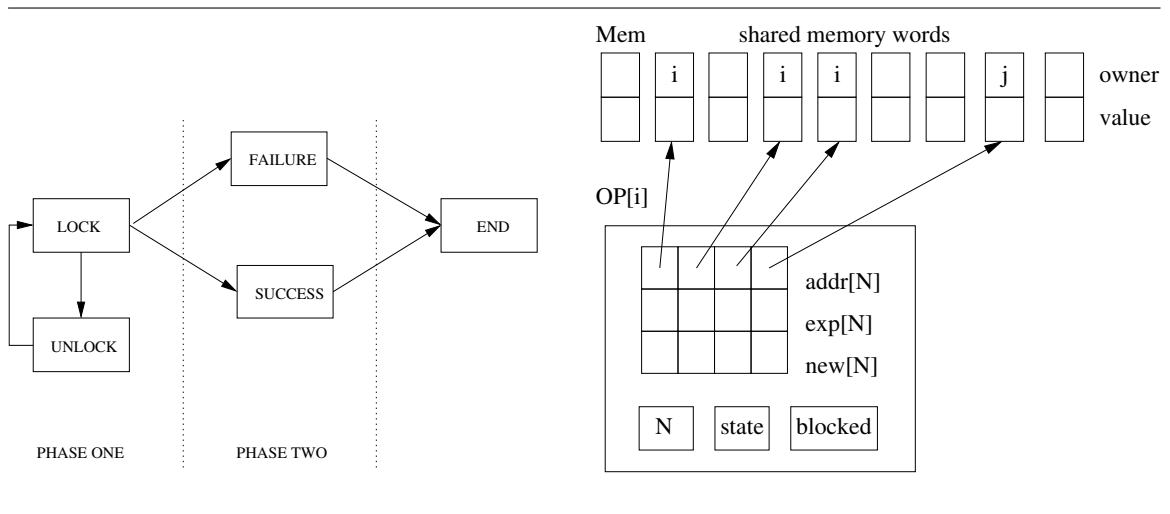 FAILURE
LOCK
END
SUCCESS
UNLOCK
PHASE ONE
PHASE TWO
Mem
shared memory words
i
i
i
j
owner
value
OP[i]
addr[N]
exp[N]
new[N]
N
state
blocked